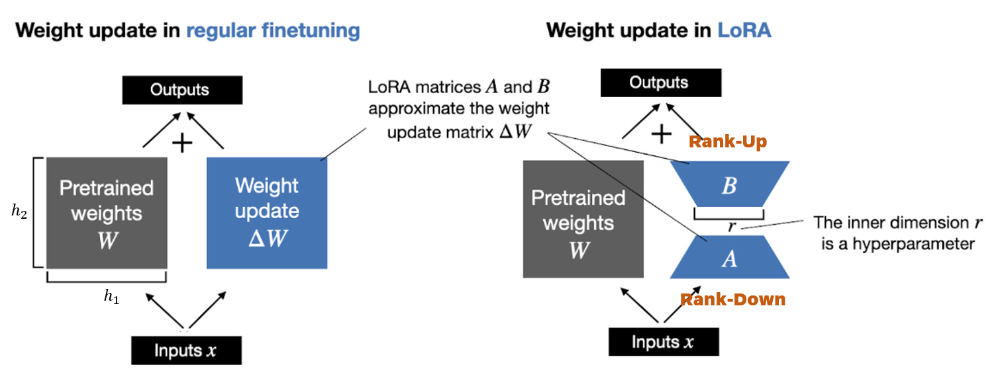 Weight update in regular finetuning
Outputs
+
Pretrained
weights
W
Weight
update
ΔW
h₂
h₁
Inputs x
LoRA matrices A and B
approximate the weight
update matrix ΔW
Weight update in LoRA
Outputs
+
Rank-Up
Pretrained
weights
W
B
r
A
The inner dimension r
is a hyperparameter
Rank-Down
Inputs x